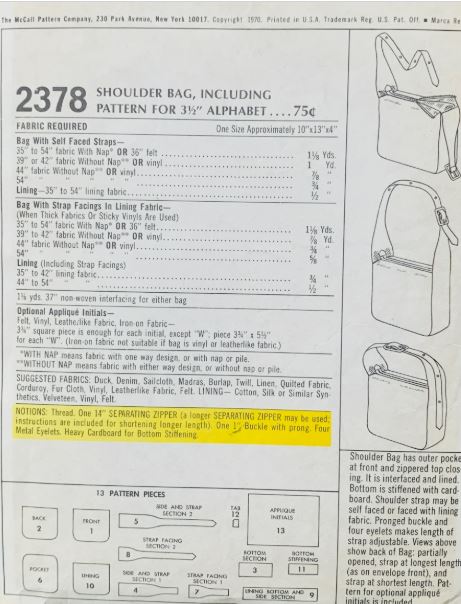 The McCall Pattern Company, 230 Park Avenue, New York 10017. Copyright 1970. Printed in U.S.A. Trademark Reg. U.S. Pat. Off. ■ Marca Re
2378 SHOULDER BAG, INCLUDING
PATTERN FOR 3½" ALPHABET ....75¢
FABRIC REQUIRED One Size Approximately 10"x13"x4"
Bag With Self Faced Straps—
35" to 54" fabric With Nap* OR 36" felt 1⅛ Yds.
39" or 42" fabric Without Nap** OR vinyl 1 Yd.
44" fabric Without Nap** OR vinyl ⅞ "
54" " " " " ¾ "
Lining—35" to 54" lining fabric ½ "
Bag With Strap Facings In Lining Fabric—
(When Thick Fabrics Or Sticky Vinyls Are Used)
35" to 54" fabric With Nap* OR 36" felt 1⅛ Yds.
39" to 42" fabric Without Nap** OR vinyl ⅞ Yd.
44" fabric Without Nap** OR vinyl ¾ "
54" " " " " ⅝ "
Lining (Including Strap Facings)
35" to 42" lining fabric ¾ "
44" to 54" " " ½ "
1⅛ yds. 37" non-woven interfacing for either bag
Optional Appliqué Initials—
Felt, Vinyl, Leatherlike Fabric, Iron-on Fabric—
3¾" square piece is enough for each initial, except "W"; piece 3¾" x 5½"
for each "W". (Iron-on fabric not suitable if bag is vinyl or leatherlike fabric.)
*WITH NAP means fabric with one way design, or with nap or pile.
**WITHOUT NAP means fabric with either way design, or without nap or pile.
SUGGESTED FABRICS: Duck, Denim, Sailcloth, Madras, Burlap, Twill, Linen, Quilted Fabric,
Corduroy, Fur Cloth, Vinyl, Leatherlike Fabric, Felt. LINING— Cotton, Silk or Similar Syn-
thetics, Velveteen, Vinyl, Felt.
NOTIONS: Thread. One 14" SEPARATING ZIPPER (a longer SEPARATING ZIPPER may be used;
instructions are included for shortening longer length). One 1" Buckle with prong. Four
Metal Eyelets. Heavy Cardboard for Bottom Stiffening.
13 PATTERN PIECES
BACK
2
FRONT
1
SIDE AND STRAP
SECTION 2
5
TAB
12
APPLIQUE
INITIALS
13
STRAP FACING
SECTION 2
8
POCKET
6
LINING
10
SIDE AND STRAP
SECTION 1
4
STRAP FACING
SECTION 1
7
BOTTOM
SECTION
3
BOTTOM
STIFFENING
11
LINING BOTTOM AND
SIDE SECTION 9
Shoulder Bag has outer pocke
at front and zippered top clos
ing. It is interfaced and lined.
Bottom is stiffened with card-
board. Shoulder strap may be
self faced or faced with lining
fabric. Pronged buckle and
four eyelets makes length of
strap adjustable. Views above
show back of Bag: partially
opened, strap at longest length
(as on envelope front), and
strap at shortest length. Pat-
tern for optional appliqué
initials is included